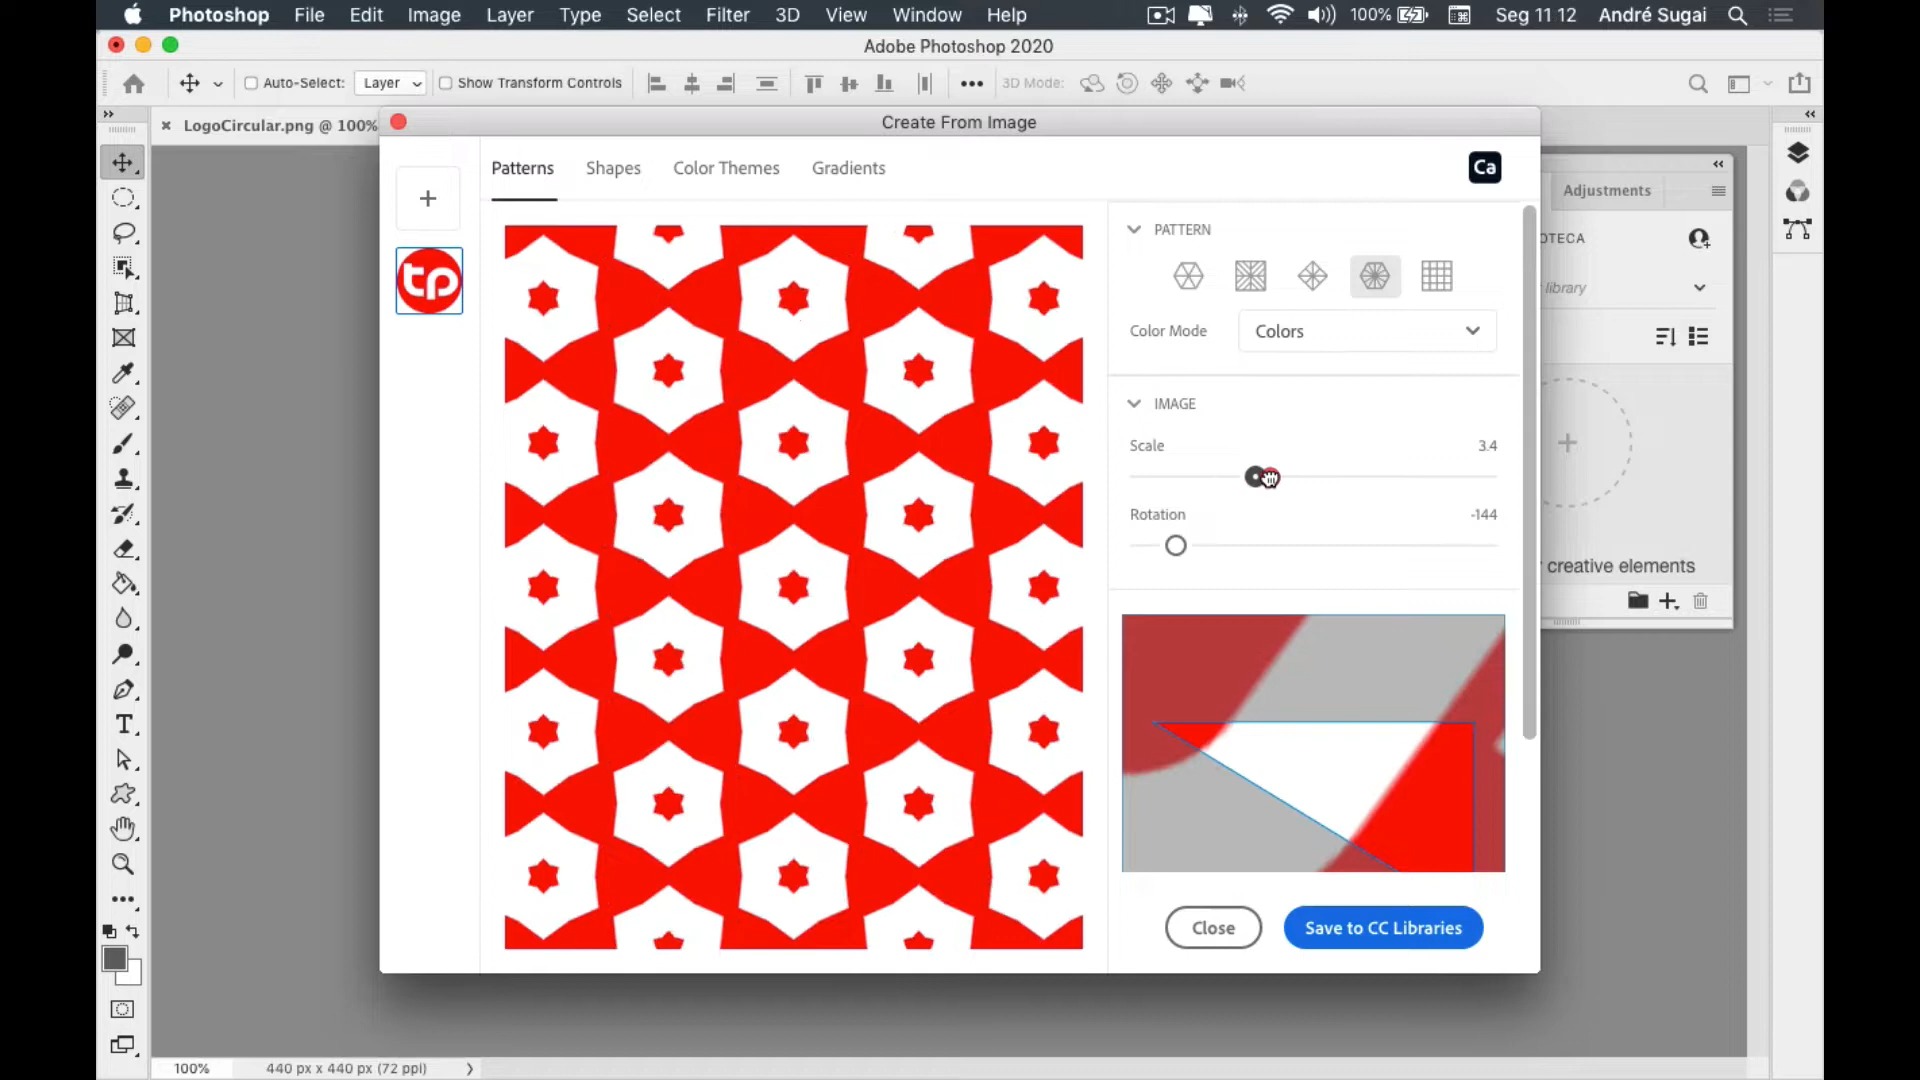 Photoshop File Edit Image Layer Type Select Filter 3D View Window Help 100% Seg 11 12 André Sugai
Adobe Photoshop 2020
Auto-Select: Layer Show Transform Controls 3D Mode:
LogoCircular.png @ 100%
Create From Image
Patterns Shapes Color Themes Gradients
Ca
Adjustments
tp
PATTERN
OTECA
library
Color Mode Colors
IMAGE
Scale 3.4
Rotation -144
creative elements
Close Save to CC Libraries
100% 440 px x 440 px (72 ppi)